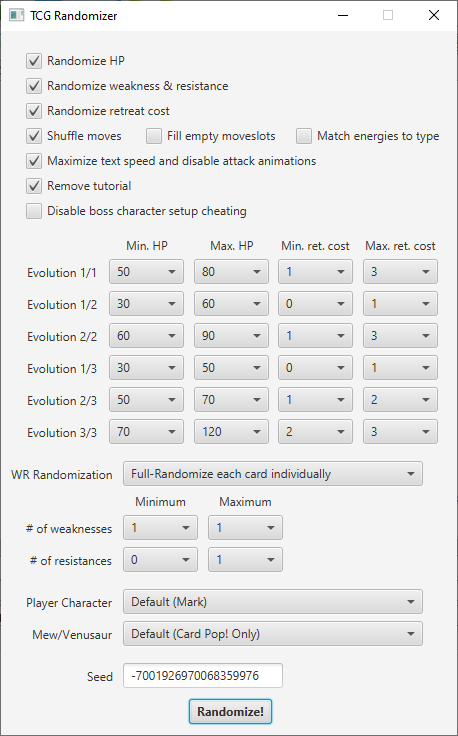 TCG Randomizer
Randomize HP
Randomize weakness & resistance
Randomize retreat cost
Shuffle moves Fill empty moveslots Match energies to type
Maximize text speed and disable attack animations
Remove tutorial
Disable boss character setup cheating
Min. HP Max. HP Min. ret. cost Max. ret. cost
Evolution 1/1 50 80 1 3
Evolution 1/2 30 60 0 1
Evolution 2/2 60 90 1 3
Evolution 1/3 30 50 0 1
Evolution 2/3 50 70 1 2
Evolution 3/3 70 120 2 3
WR Randomization Full-Randomize each card individually
Minimum Maximum
# of weaknesses 1 1
# of resistances 0 1
Player Character Default (Mark)
Mew/Venusaur Default (Card Pop! Only)
Seed -7001926970068359976
Randomize!